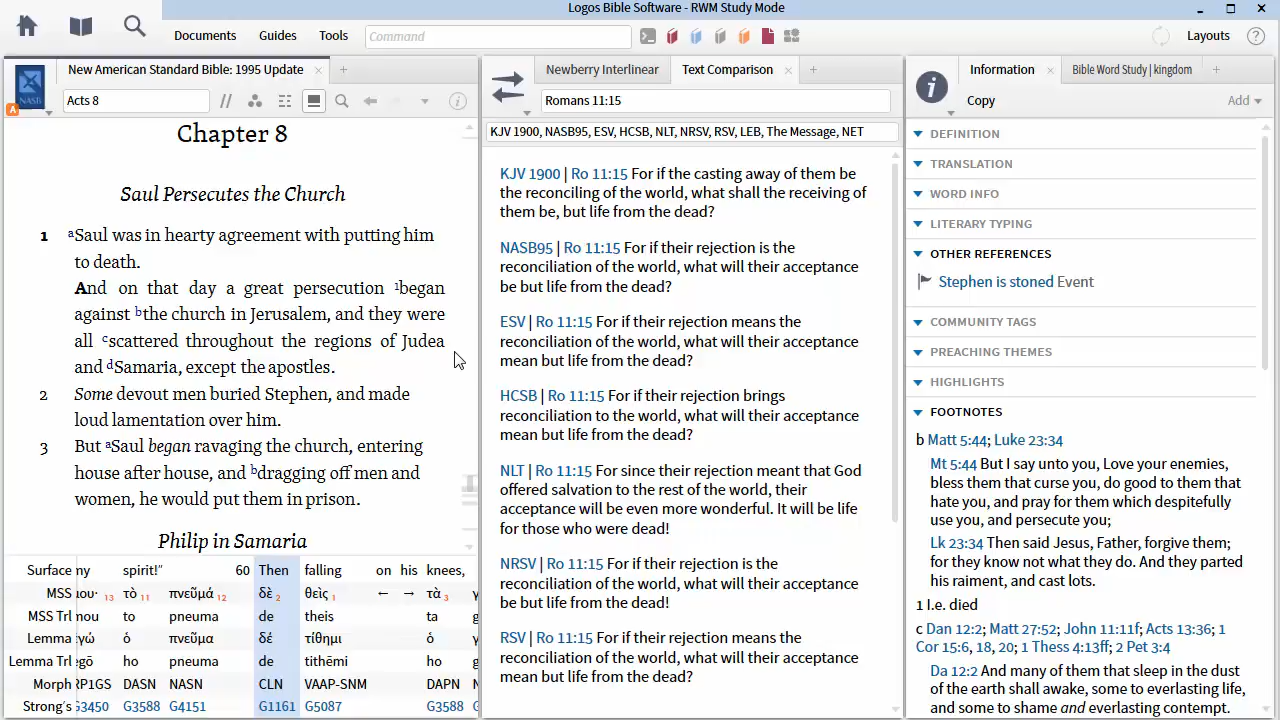 Logos Bible Software - RWM Study Mode
Documents Guides Tools Command Layouts
New American Standard Bible: 1995 Update
NASB
A
Acts 8
Chapter 8
Saul Persecutes the Church
1 aSaul was in hearty agreement with putting him
to death.
And on that day a great persecution 1began
against bthe church in Jerusalem, and they were
all cscattered throughout the regions of Judea
and dSamaria, except the apostles.
2 Some devout men buried Stephen, and made
loud lamentation over him.
3 But aSaul began ravaging the church, entering
house after house, and bdragging off men and
women, he would put them in prison.
Philip in Samaria
Surface my spirit!” 60 Then falling on his knees,
MSS μου· 13 τὸ 11 πνεῦμά 12 δὲ 2 θεὶς 1 ← → τὰ 3 γ
MSS Trl mou to pneuma de theis ta g
Lemma ἐγώ ὁ πνεῦμα δέ τίθημι ὁ γ
Lemma Trl egō ho pneuma de tithēmi ho g
Morph RP1GS DASN NASN CLN VAAP-SNM DAPN N
Strong's G3450 G3588 G4151 G1161 G5087 G3588 G
Newberry Interlinear Text Comparison
Romans 11:15
KJV 1900, NASB95, ESV, HCSB, NLT, NRSV, RSV, LEB, The Message, NET
KJV 1900 | Ro 11:15 For if the casting away of them be
the reconciling of the world, what shall the receiving of
them be, but life from the dead?
NASB95 | Ro 11:15 For if their rejection is the
reconciliation of the world, what will their acceptance
be but life from the dead?
ESV | Ro 11:15 For if their rejection means the
reconciliation of the world, what will their acceptance
mean but life from the dead?
HCSB | Ro 11:15 For if their rejection brings
reconciliation to the world, what will their acceptance
mean but life from the dead?
NLT | Ro 11:15 For since their rejection meant that God
offered salvation to the rest of the world, their
acceptance will be even more wonderful. It will be life
for those who were dead!
NRSV | Ro 11:15 For if their rejection is the
reconciliation of the world, what will their acceptance
be but life from the dead!
RSV | Ro 11:15 For if their rejection means the
reconciliation of the world, what will their acceptance
mean but life from the dead?
Information Bible Word Study | kingdom
Copy Add
DEFINITION
TRANSLATION
WORD INFO
LITERARY TYPING
OTHER REFERENCES
Stephen is stoned Event
COMMUNITY TAGS
PREACHING THEMES
HIGHLIGHTS
FOOTNOTES
b Matt 5:44; Luke 23:34
Mt 5:44 But I say unto you, Love your enemies,
bless them that curse you, do good to them that
hate you, and pray for them which despitefully
use you, and persecute you;
Lk 23:34 Then said Jesus, Father, forgive them;
for they know not what they do. And they parted
his raiment, and cast lots.
1 I.e. died
c Dan 12:2; Matt 27:52; John 11:11f; Acts 13:36; 1
Cor 15:6, 18, 20; 1 Thess 4:13ff; 2 Pet 3:4
Da 12:2 And many of them that sleep in the dust
of the earth shall awake, some to everlasting life,
and some to shame and everlasting contempt.